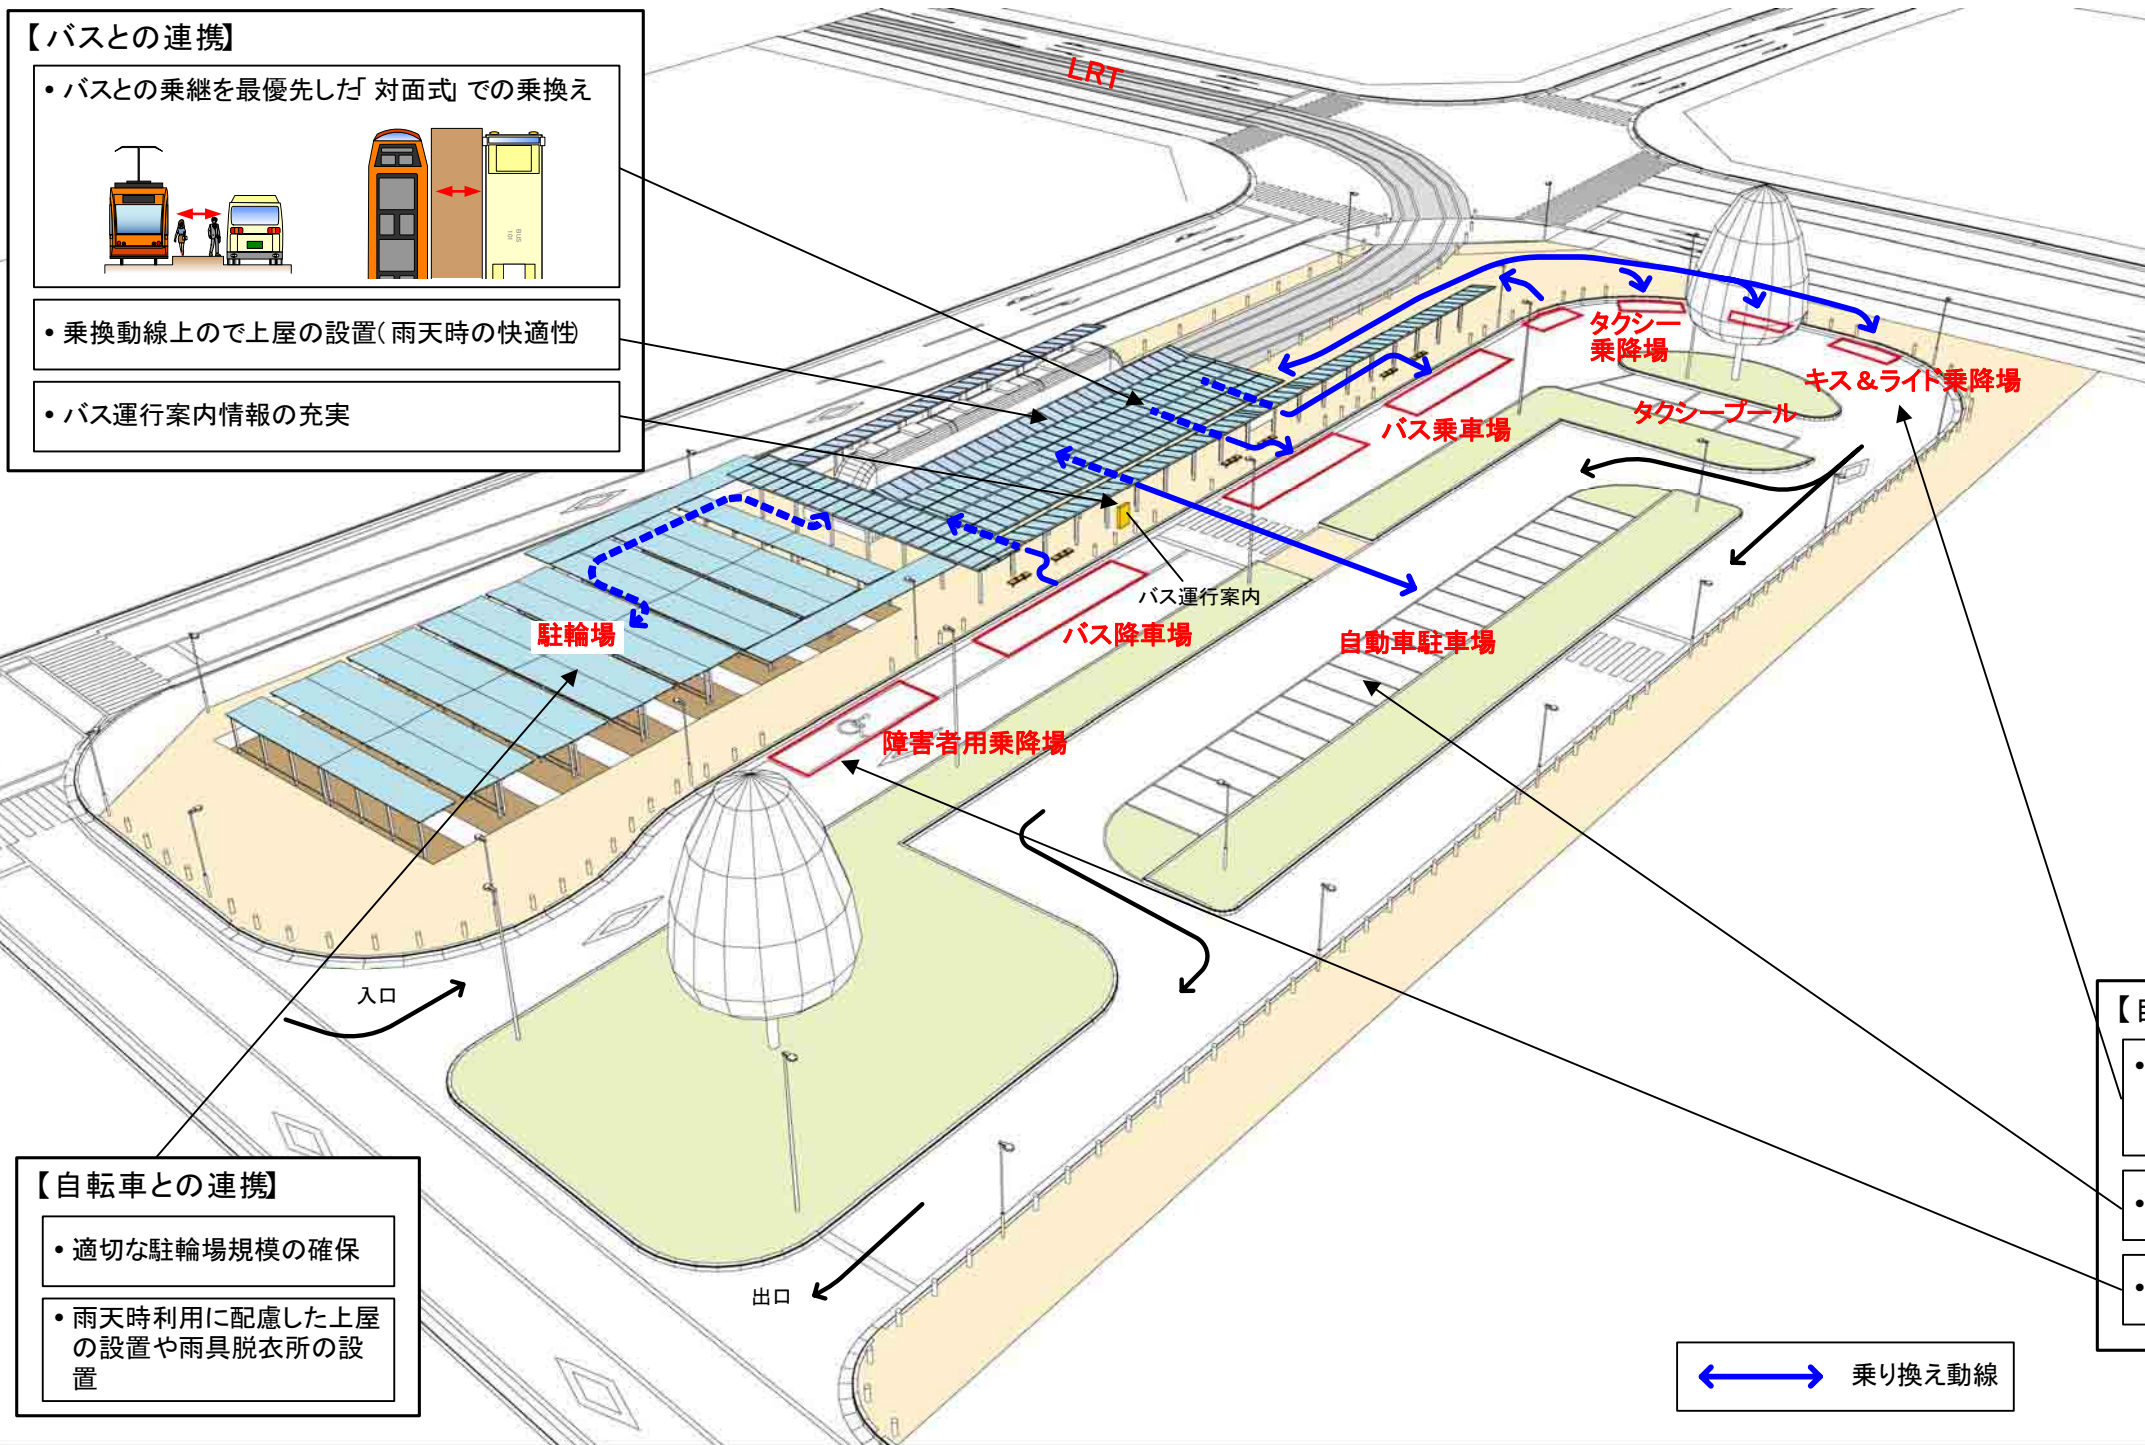 【バスとの連携】
• バスとの乗継を最優先した「対面式」での乗換え
BUS
101
• 乗換動線上ので上屋の設置(雨天時の快適性)
• バス運行案内情報の充実
LRT
タクシー
乗降場
キス&ライド乗降場
タクシープール
バス乗車場
バス運行案内
バス降車場
自動車駐車場
駐輪場
障害者用乗降場
入口
出口
【自転車との連携】
• 適切な駐輪場規模の確保
• 雨天時利用に配慮した上屋
の設置や雨具脱衣所の設
置
乗り換え動線